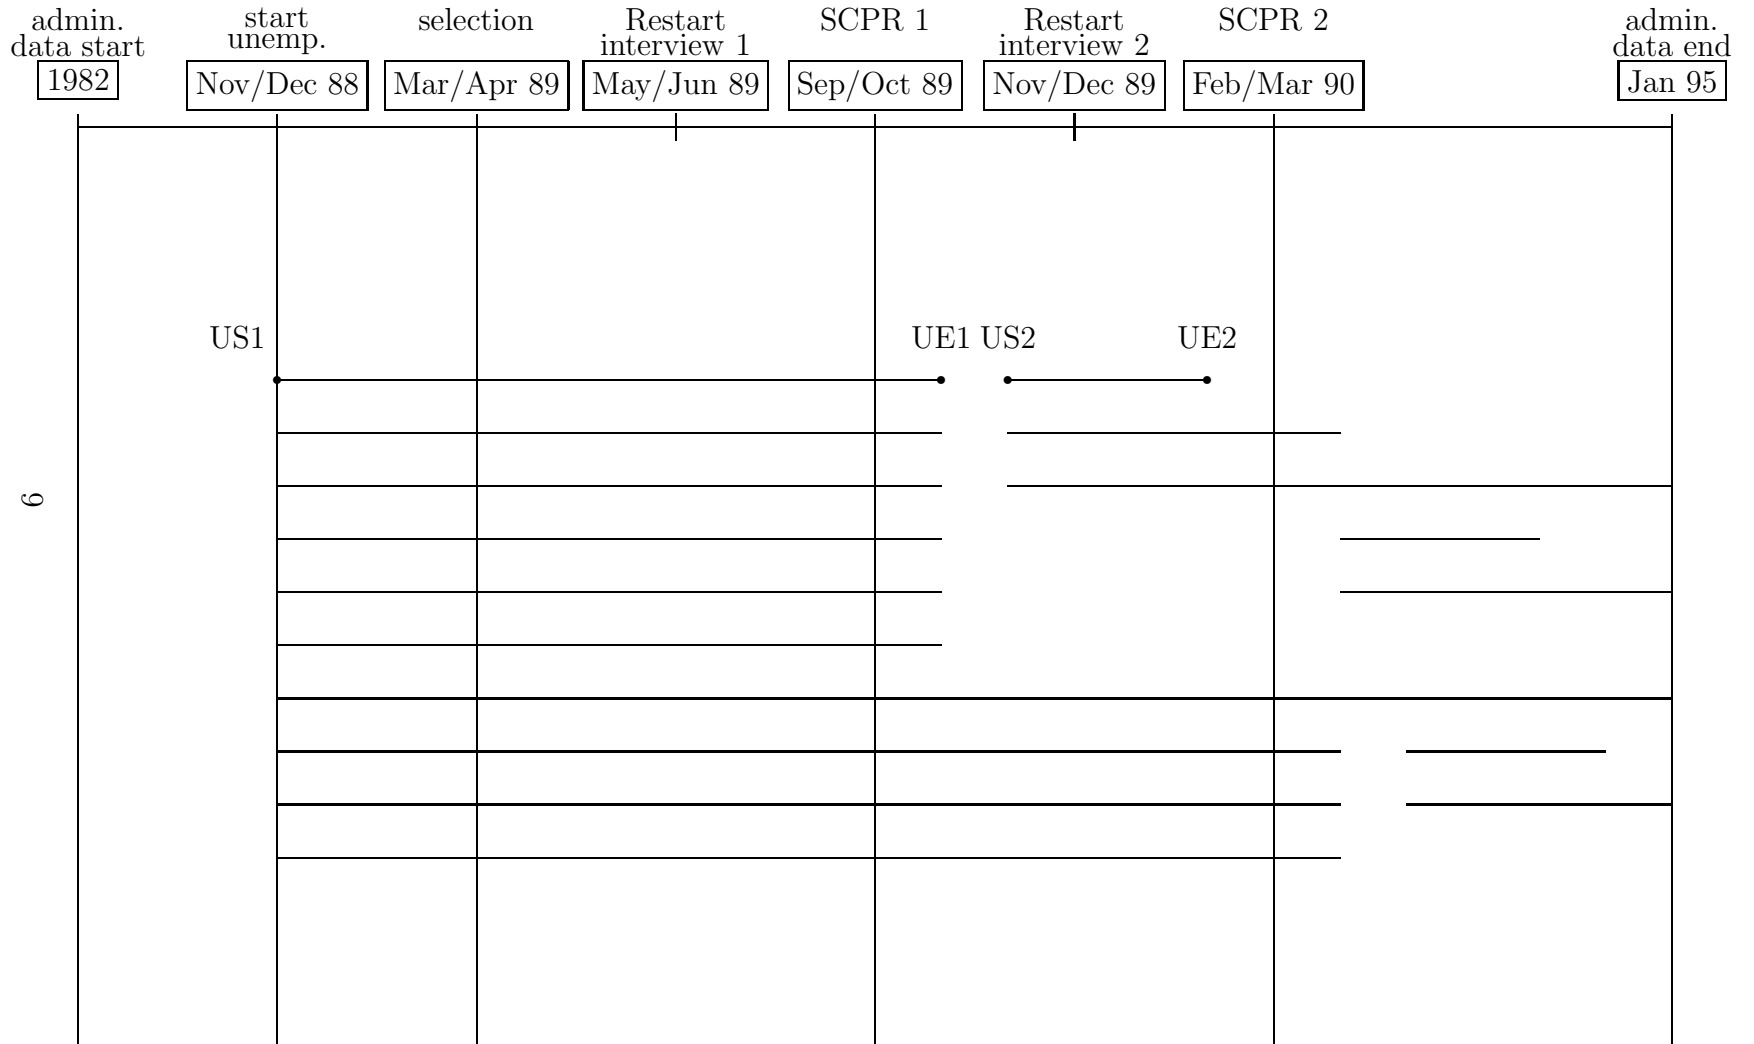 admin.
data start
1982
start
unemp.
Nov/Dec 88
selection
Mar/Apr 89
Restart
interview 1
May/Jun 89
SCPR 1
Sep/Oct 89
Restart
interview 2
Nov/Dec 89
SCPR 2
Feb/Mar 90
admin.
data end
Jan 95
US1
UE1
US2
UE2
6